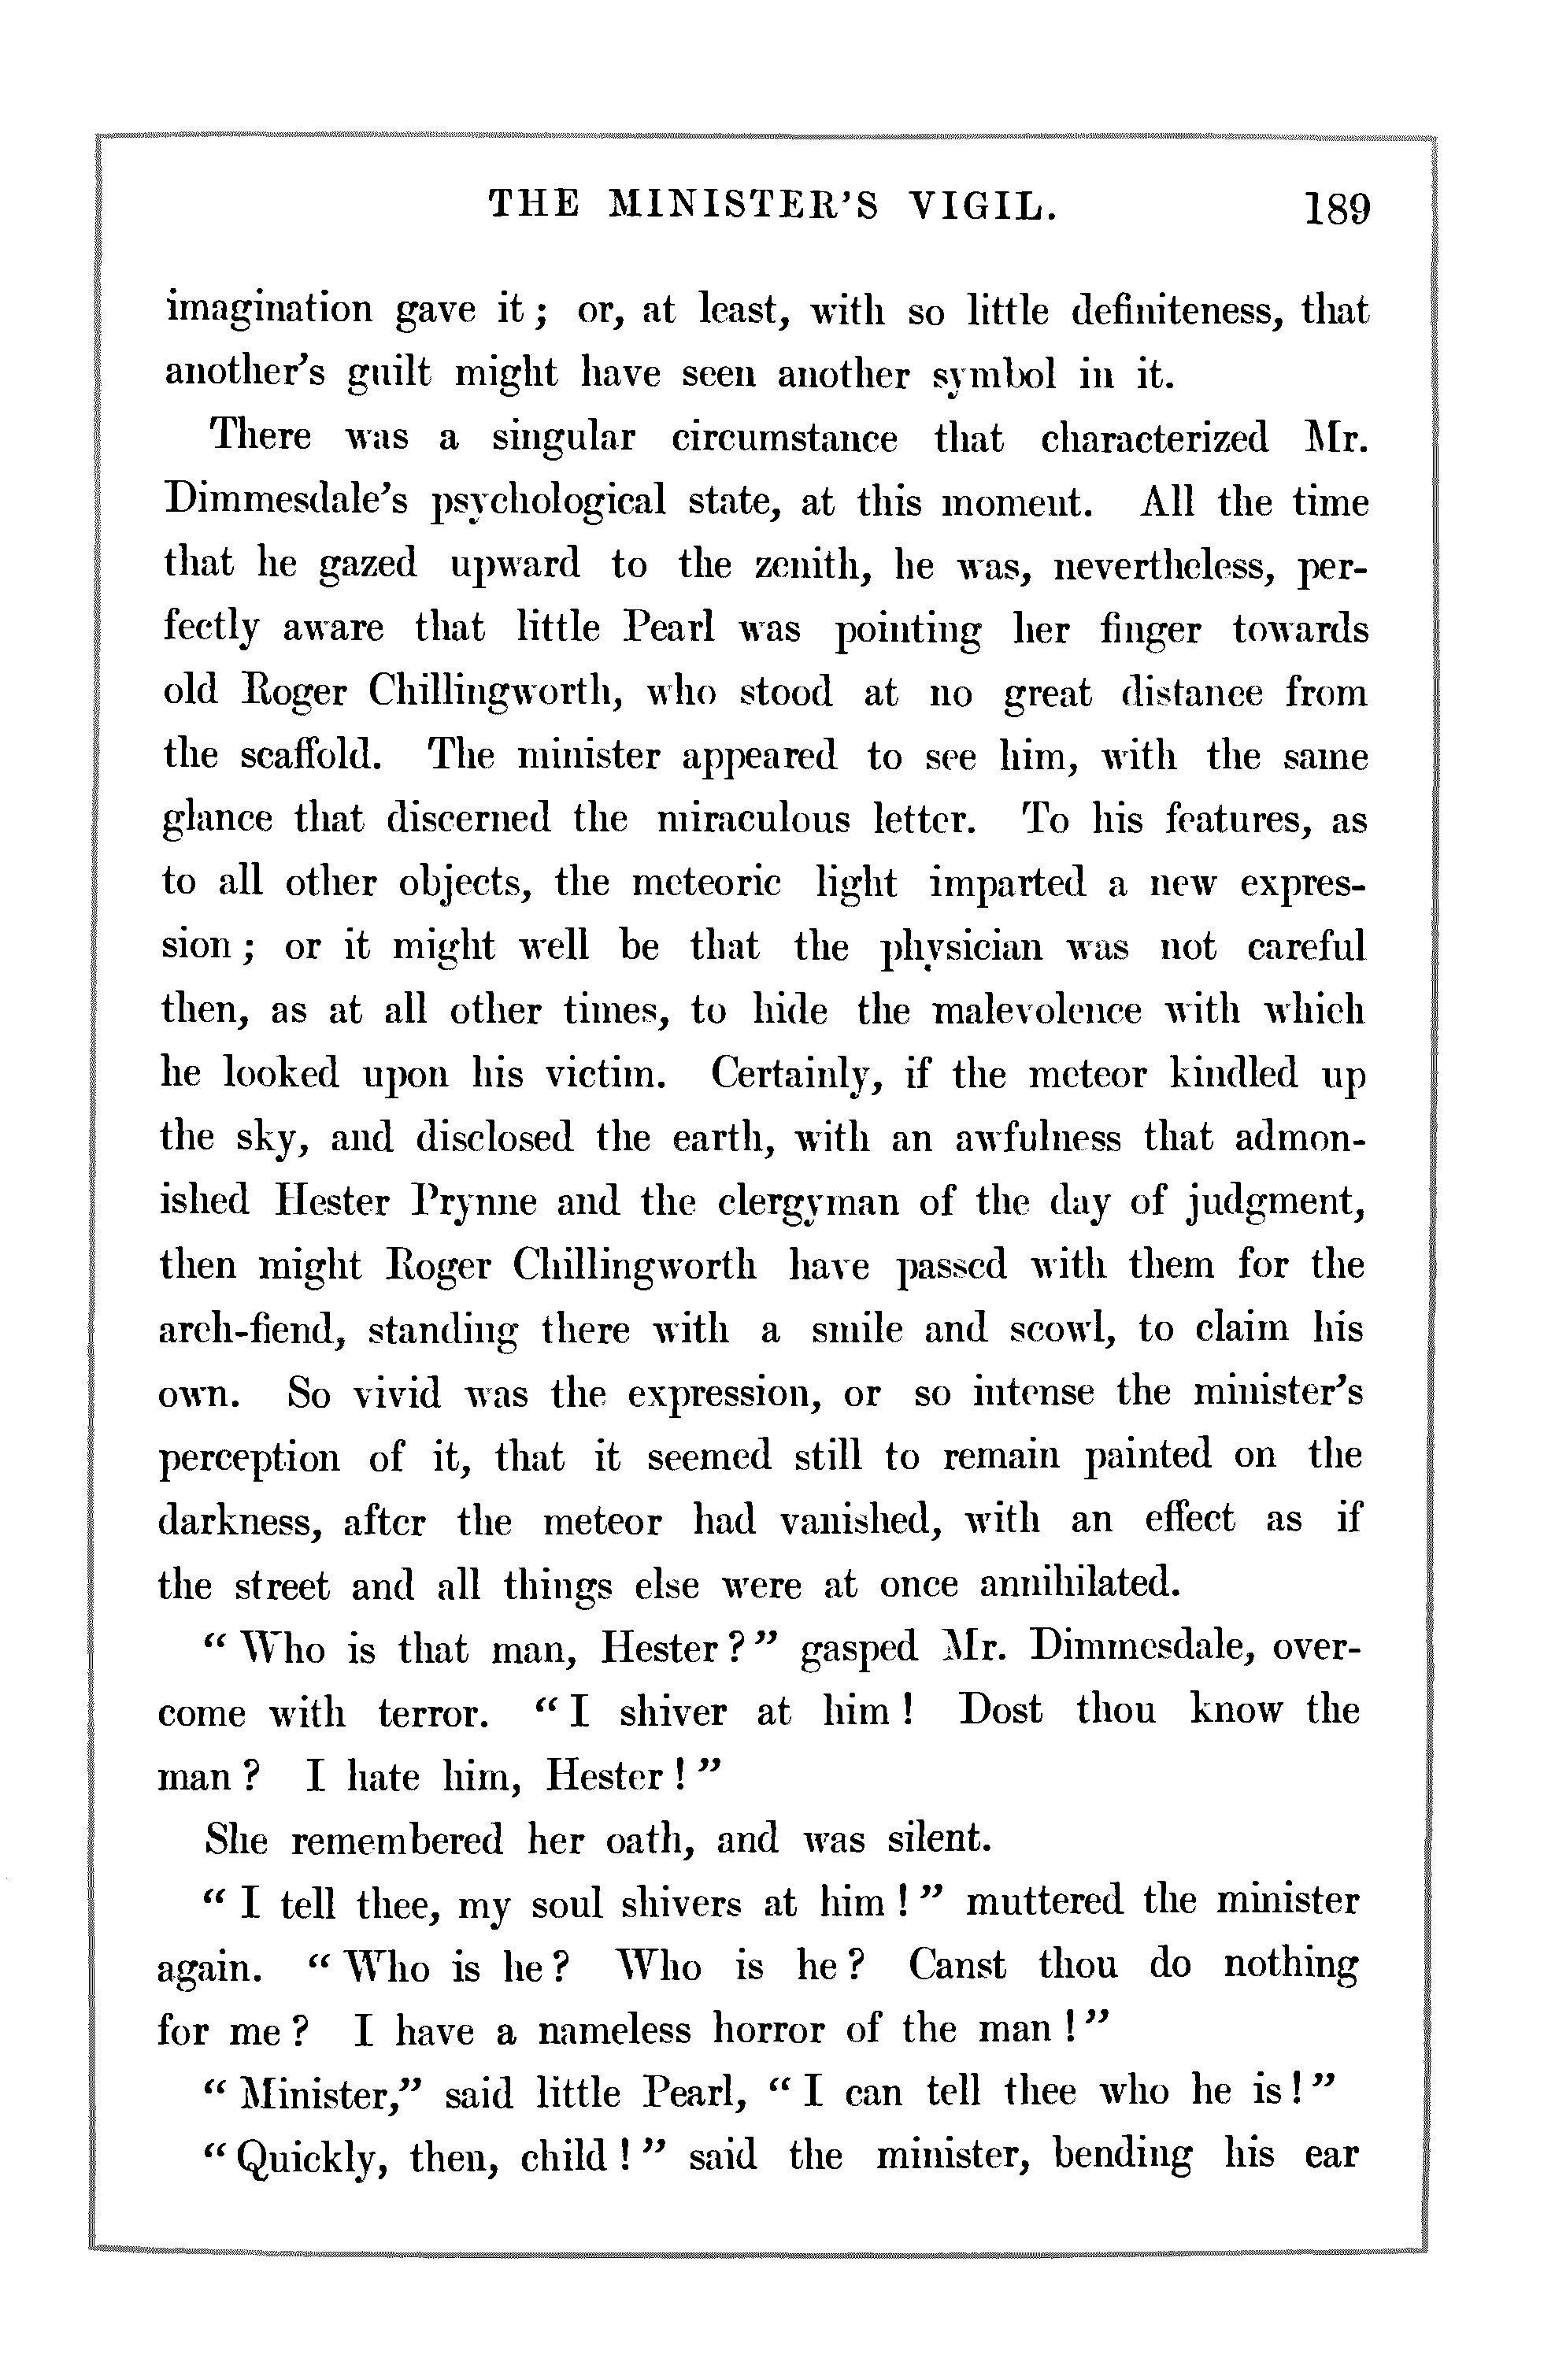 THE MINISTER'S VIGIL. 189
imagination gave it; or, at least, with so little definiteness, that
another's guilt might have seen another symbol in it.
There was a singular circumstance that characterized Mr.
Dimmesdale's psychological state, at this moment. All the time
that he gazed upward to the zenith, he was, nevertheless, per-
fectly aware that little Pearl was pointing her finger towards
old Roger Chillingworth, who stood at no great distance from
the scaffold. The minister appeared to see him, with the same
glance that discerned the miraculous letter. To his features, as
to all other objects, the meteoric light imparted a new expres-
sion; or it might well be that the physician was not careful
then, as at all other times, to hide the malevolence with which
he looked upon his victim. Certainly, if the meteor kindled up
the sky, and disclosed the earth, with an awfulness that admon-
ished Hester Prynne and the clergyman of the day of judgment,
then might Roger Chillingworth have passed with them for the
arch-fiend, standing there with a smile and scowl, to claim his
own. So vivid was the expression, or so intense the minister's
perception of it, that it seemed still to remain painted on the
darkness, after the meteor had vanished, with an effect as if
the street and all things else were at once annihilated.
"Who is that man, Hester?" gasped Mr. Dimmesdale, over-
come with terror. "I shiver at him! Dost thou know the
man? I hate him, Hester!"
She remembered her oath, and was silent.
"I tell thee, my soul shivers at him!" muttered the minister
again. "Who is he? Who is he? Canst thou do nothing
for me? I have a nameless horror of the man!"
"Minister," said little Pearl, "I can tell thee who he is!"
"Quickly, then, child!" said the minister, bending his ear